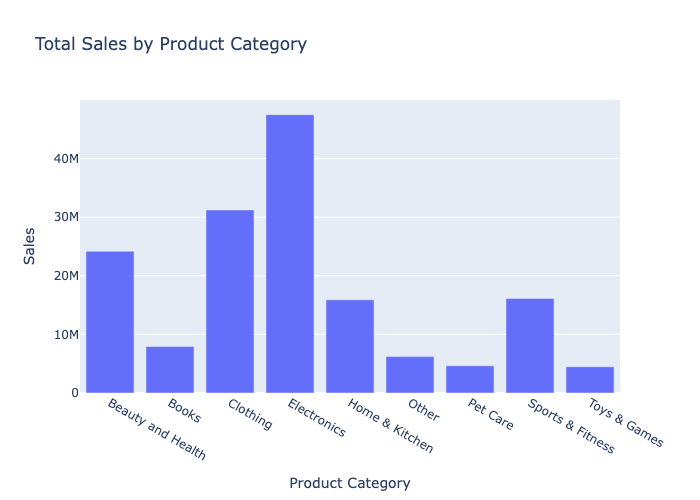 Total Sales by Product Category
Sales
40M
30M
20M
10M
0
Beauty and Health
Books
Clothing
Electronics
Home & Kitchen
Other
Pet Care
Sports & Fitness
Toys & Games
Product Category